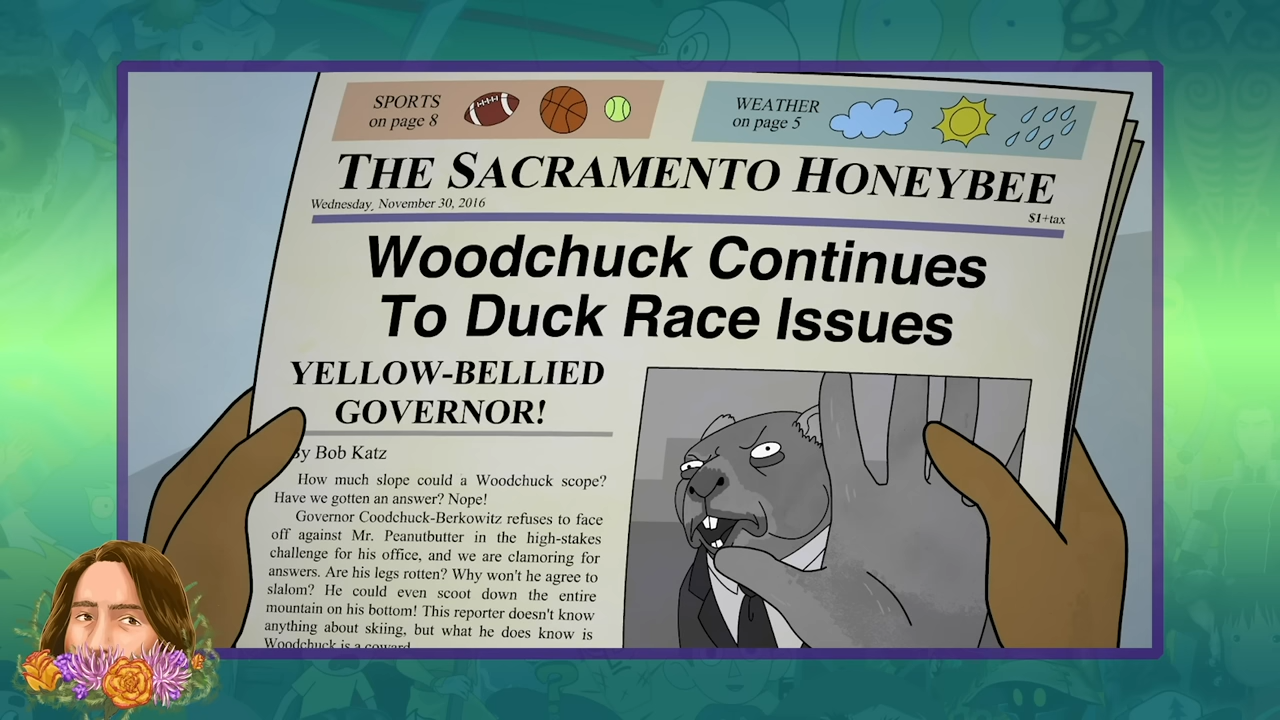 SPORTS
on page 8
WEATHER
on page 5
THE SACRAMENTO HONEYBEE
Wednesday, November 30, 2016
$1+tax
Woodchuck Continues
To Duck Race Issues
YELLOW-BELLIED
GOVERNOR!
By Bob Katz
How much slope could a Woodchuck scope?
Have we gotten an answer? Nope!
Governor Coodchuck-Berkowitz refuses to face
off against Mr. Peanutbutter in the high-stakes
challenge for his office, and we are clamoring for
answers. Are his legs rotten? Why won't he agree to
slalom? He could even scoot down the entire
mountain on his bottom! This reporter doesn't know
anything about skiing, but what he does know is
Woodchuck is a coward